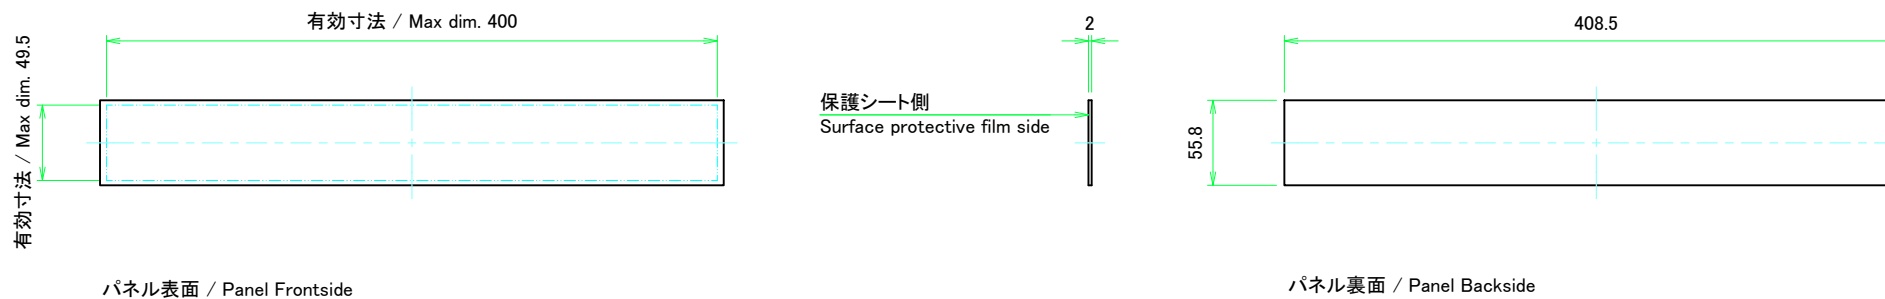 有効寸法 / Max dim. 400
有効寸法 / Max dim. 49.5
パネル表面 / Panel Frontside
2
保護シート側
Surface protective film side
408.5
55.8
パネル裏面 / Panel Backside